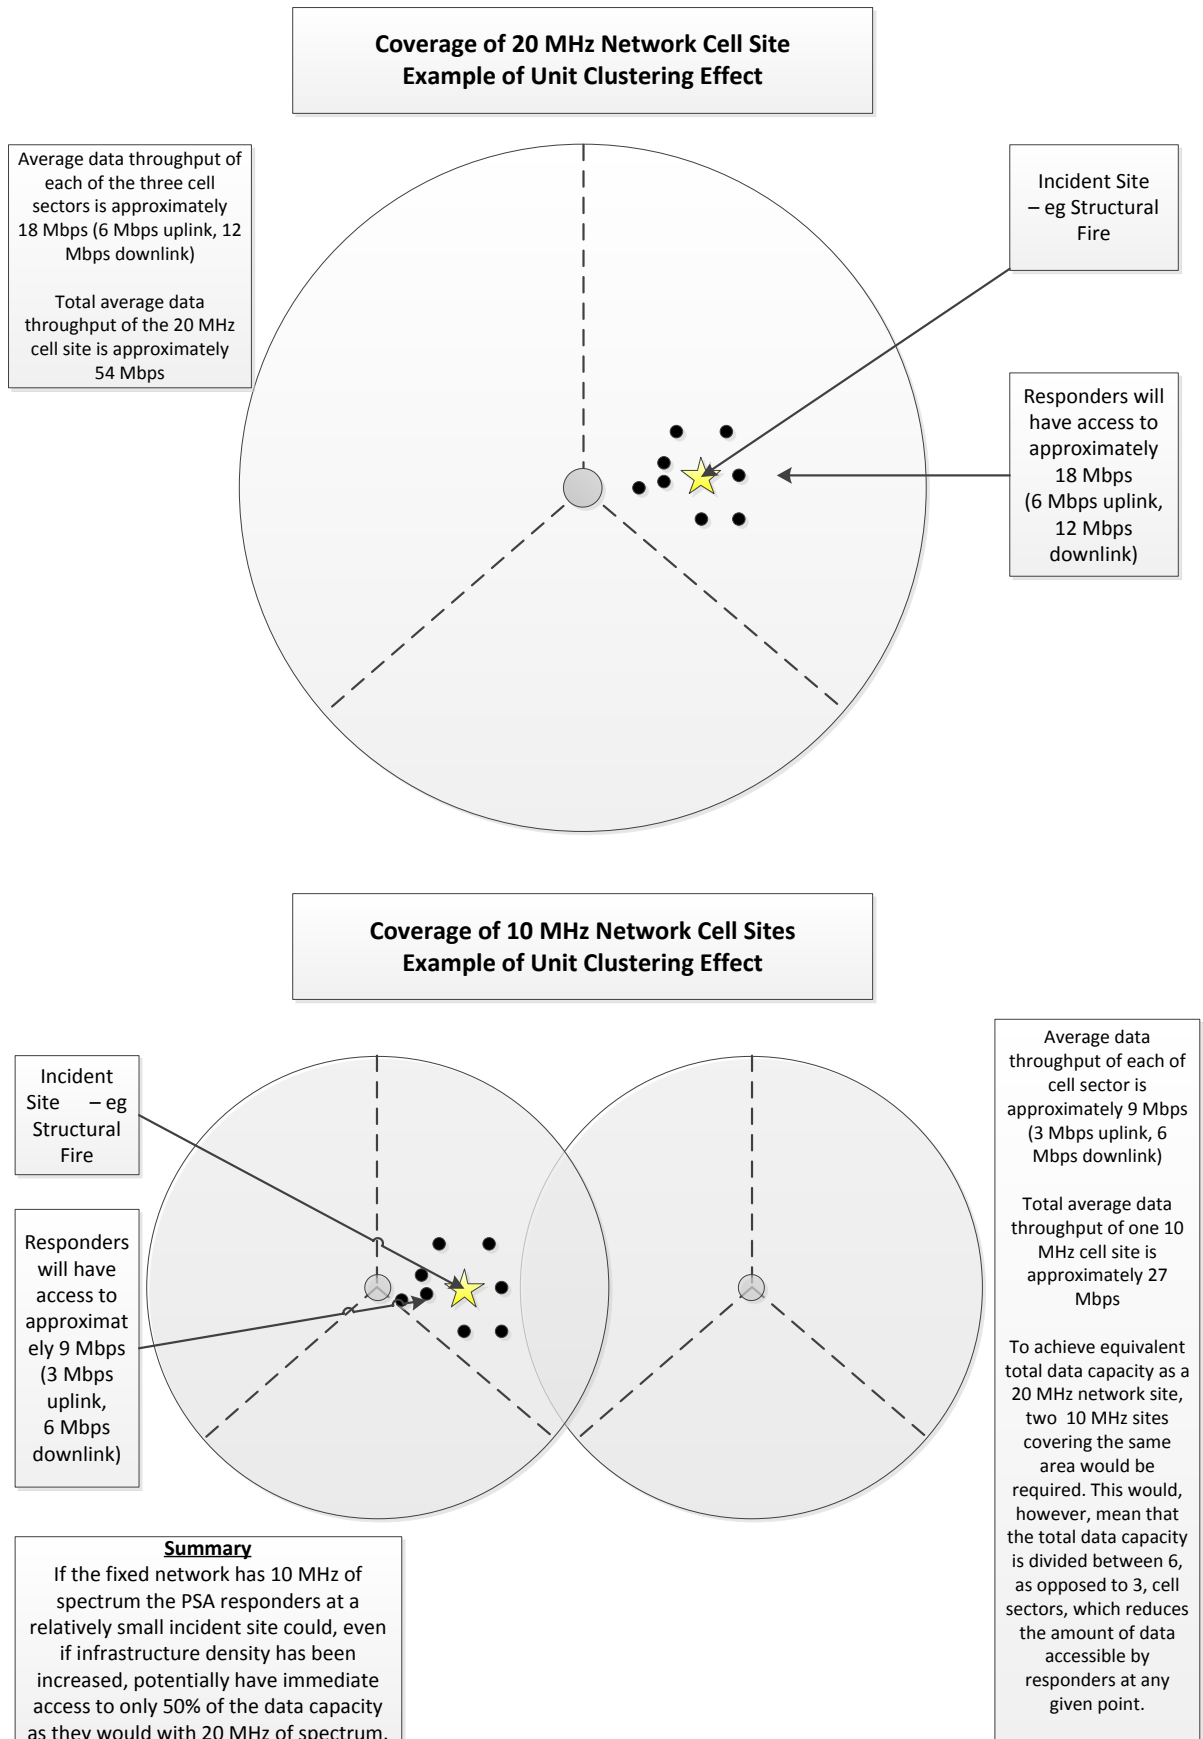 Coverage of 20 MHz Network Cell Site
Example of Unit Clustering Effect
Average data throughput of
each of the three cell
sectors is approximately
18 Mbps (6 Mbps uplink, 12
Mbps downlink)
Total average data
throughput of the 20 MHz
cell site is approximately
54 Mbps
Incident Site
– eg Structural
Fire
Responders will
have access to
approximately
18 Mbps
(6 Mbps uplink,
12 Mbps
downlink)
Coverage of 10 MHz Network Cell Sites
Example of Unit Clustering Effect
Incident
Site – eg
Structural
Fire
Responders
will have
access to
approximat
ely 9 Mbps
(3 Mbps
uplink,
6 Mbps
downlink)
Average data
throughput of each of
cell sector is
approximately 9 Mbps
(3 Mbps uplink, 6
Mbps downlink)
Total average data
throughput of one 10
MHz cell site is
approximately 27
Mbps
To achieve equivalent
total data capacity as a
20 MHz network site,
two 10 MHz sites
covering the same
area would be
required. This would,
however, mean that
the total data capacity
is divided between 6,
as opposed to 3, cell
sectors, which reduces
the amount of data
accessible by
responders at any
given point.
Summary
If the fixed network has 10 MHz of
spectrum the PSA responders at a
relatively small incident site could, even
if infrastructure density has been
increased, potentially have immediate
access to only 50% of the data capacity
as they would with 20 MHz of spectrum.